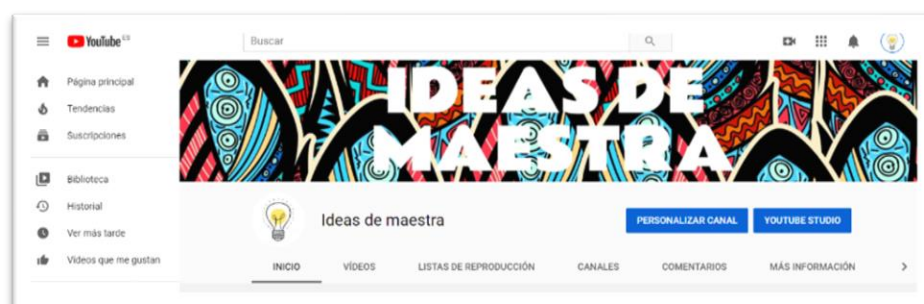 YouTube ES
Buscar
IDEAS DE
MAESTRA
Página principal
Tendencias
Suscripciones
Biblioteca
Historial
Ver más tarde
Vídeos que me gustan
Ideas de maestra
PERSONALIZAR CANAL
YOUTUBE STUDIO
INICIO
VÍDEOS
LISTAS DE REPRODUCCIÓN
CANALES
COMENTARIOS
MÁS INFORMACIÓN